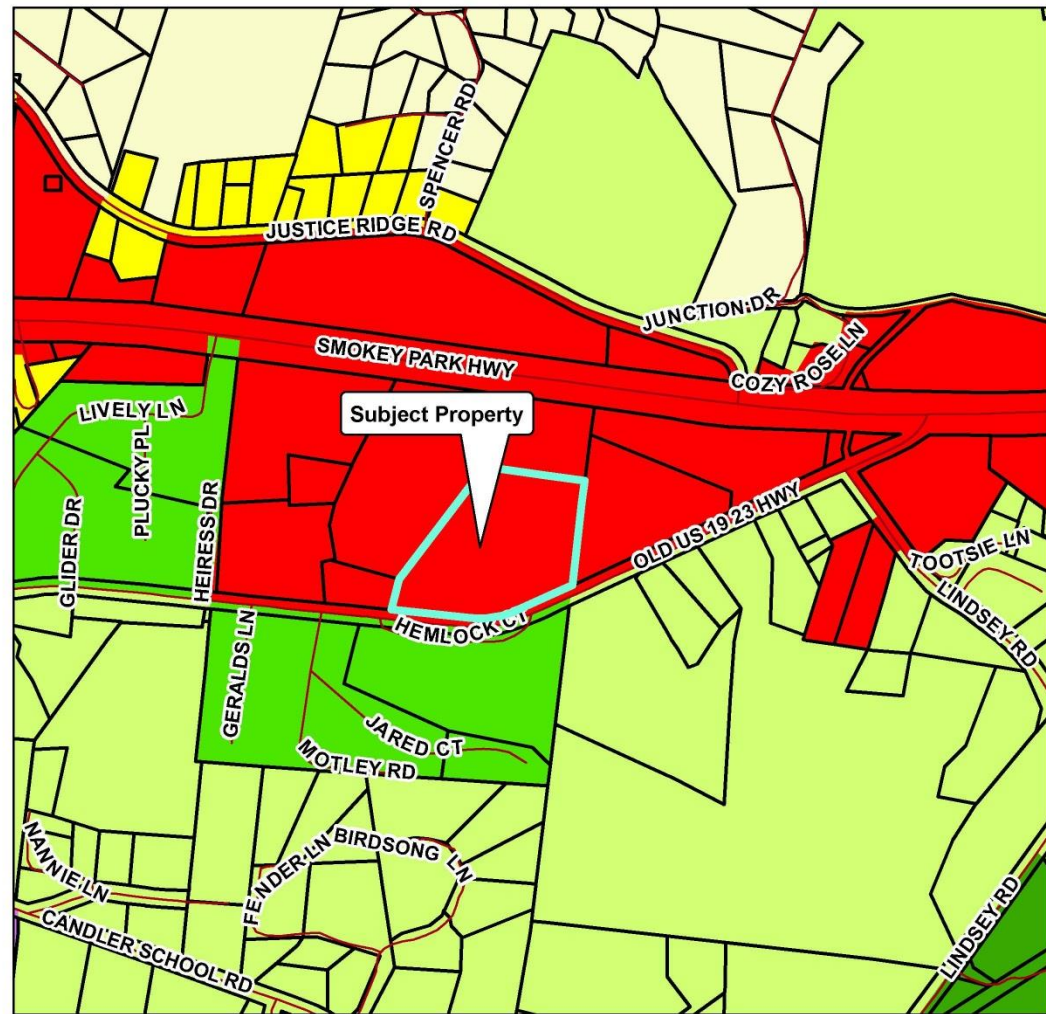 SPENCER RD
JUSTICE RIDGE RD
JUNCTION DR
SMOKEY PARK HWY
COZY ROSE LN
LIVELY LN
Subject Property
PLUCKY PL
GLIDER DR
HEIRESS DR
OLD US 19 23 HWY
TOOTSIE LN
HEMLOCK CT
LINDSEY RD
GERALDS LN
JARED CT
MOTLEY RD
NANNIE LN
FENDER LN
BIRDSONG LN
CANDLER SCHOOL RD
LINDSEY RD